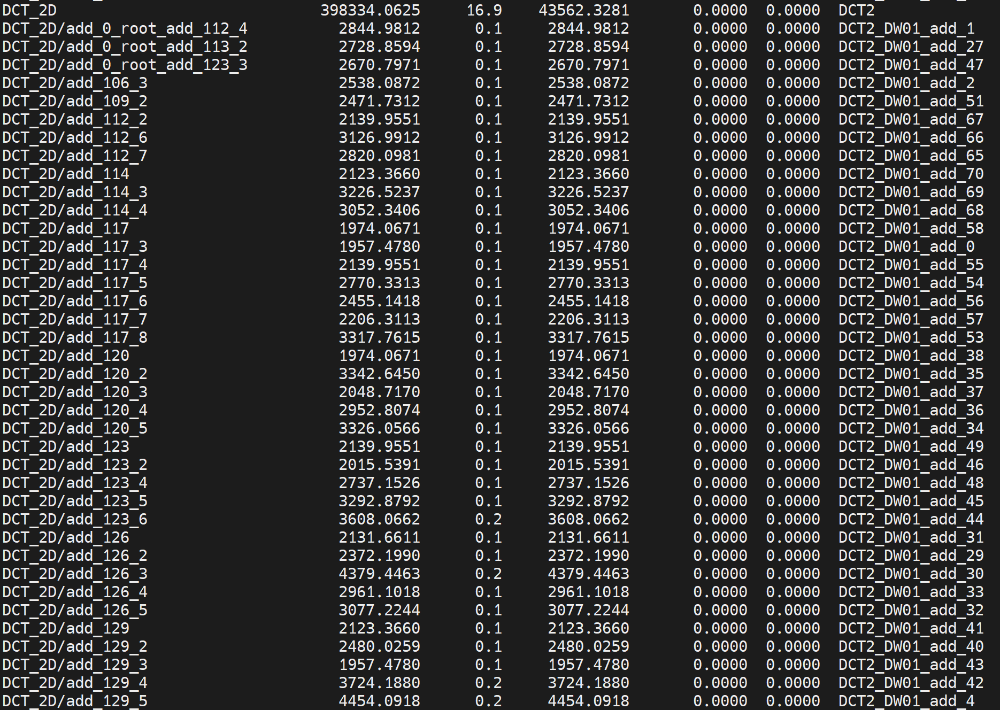 DCT_2D 398334.0625 16.9 43562.3281 0.0000 0.0000 DCT2
DCT_2D/add_0_root_add_112_4 2844.9812 0.1 2844.9812 0.0000 0.0000 DCT2_DW01_add_1
DCT_2D/add_0_root_add_113_2 2728.8594 0.1 2728.8594 0.0000 0.0000 DCT2_DW01_add_27
DCT_2D/add_0_root_add_123_3 2670.7971 0.1 2670.7971 0.0000 0.0000 DCT2_DW01_add_47
DCT_2D/add_106_3 2538.0872 0.1 2538.0872 0.0000 0.0000 DCT2_DW01_add_2
DCT_2D/add_109_2 2471.7312 0.1 2471.7312 0.0000 0.0000 DCT2_DW01_add_51
DCT_2D/add_112_2 2139.9551 0.1 2139.9551 0.0000 0.0000 DCT2_DW01_add_67
DCT_2D/add_112_6 3126.9912 0.1 3126.9912 0.0000 0.0000 DCT2_DW01_add_66
DCT_2D/add_112_7 2820.0981 0.1 2820.0981 0.0000 0.0000 DCT2_DW01_add_65
DCT_2D/add_114 2123.3660 0.1 2123.3660 0.0000 0.0000 DCT2_DW01_add_70
DCT_2D/add_114_3 3226.5237 0.1 3226.5237 0.0000 0.0000 DCT2_DW01_add_69
DCT_2D/add_114_4 3052.3406 0.1 3052.3406 0.0000 0.0000 DCT2_DW01_add_68
DCT_2D/add_117 1974.0671 0.1 1974.0671 0.0000 0.0000 DCT2_DW01_add_58
DCT_2D/add_117_3 1957.4780 0.1 1957.4780 0.0000 0.0000 DCT2_DW01_add_0
DCT_2D/add_117_4 2139.9551 0.1 2139.9551 0.0000 0.0000 DCT2_DW01_add_55
DCT_2D/add_117_5 2770.3313 0.1 2770.3313 0.0000 0.0000 DCT2_DW01_add_54
DCT_2D/add_117_6 2455.1418 0.1 2455.1418 0.0000 0.0000 DCT2_DW01_add_56
DCT_2D/add_117_7 2206.3113 0.1 2206.3113 0.0000 0.0000 DCT2_DW01_add_57
DCT_2D/add_117_8 3317.7615 0.1 3317.7615 0.0000 0.0000 DCT2_DW01_add_53
DCT_2D/add_120 1974.0671 0.1 1974.0671 0.0000 0.0000 DCT2_DW01_add_38
DCT_2D/add_120_2 3342.6450 0.1 3342.6450 0.0000 0.0000 DCT2_DW01_add_35
DCT_2D/add_120_3 2048.7170 0.1 2048.7170 0.0000 0.0000 DCT2_DW01_add_37
DCT_2D/add_120_4 2952.8074 0.1 2952.8074 0.0000 0.0000 DCT2_DW01_add_36
DCT_2D/add_120_5 3326.0566 0.1 3326.0566 0.0000 0.0000 DCT2_DW01_add_34
DCT_2D/add_123 2139.9551 0.1 2139.9551 0.0000 0.0000 DCT2_DW01_add_49
DCT_2D/add_123_2 2015.5391 0.1 2015.5391 0.0000 0.0000 DCT2_DW01_add_46
DCT_2D/add_123_4 2737.1526 0.1 2737.1526 0.0000 0.0000 DCT2_DW01_add_48
DCT_2D/add_123_5 3292.8792 0.1 3292.8792 0.0000 0.0000 DCT2_DW01_add_45
DCT_2D/add_123_6 3608.0662 0.2 3608.0662 0.0000 0.0000 DCT2_DW01_add_44
DCT_2D/add_126 2131.6611 0.1 2131.6611 0.0000 0.0000 DCT2_DW01_add_31
DCT_2D/add_126_2 2372.1990 0.1 2372.1990 0.0000 0.0000 DCT2_DW01_add_29
DCT_2D/add_126_3 4379.4463 0.2 4379.4463 0.0000 0.0000 DCT2_DW01_add_30
DCT_2D/add_126_4 2961.1018 0.1 2961.1018 0.0000 0.0000 DCT2_DW01_add_33
DCT_2D/add_126_5 3077.2244 0.1 3077.2244 0.0000 0.0000 DCT2_DW01_add_32
DCT_2D/add_129 2123.3660 0.1 2123.3660 0.0000 0.0000 DCT2_DW01_add_41
DCT_2D/add_129_2 2480.0259 0.1 2480.0259 0.0000 0.0000 DCT2_DW01_add_40
DCT_2D/add_129_3 1957.4780 0.1 1957.4780 0.0000 0.0000 DCT2_DW01_add_43
DCT_2D/add_129_4 3724.1880 0.2 3724.1880 0.0000 0.0000 DCT2_DW01_add_42
DCT_2D/add_129_5 4454.0918 0.2 4454.0918 0.0000 0.0000 DCT2_DW01_add_4